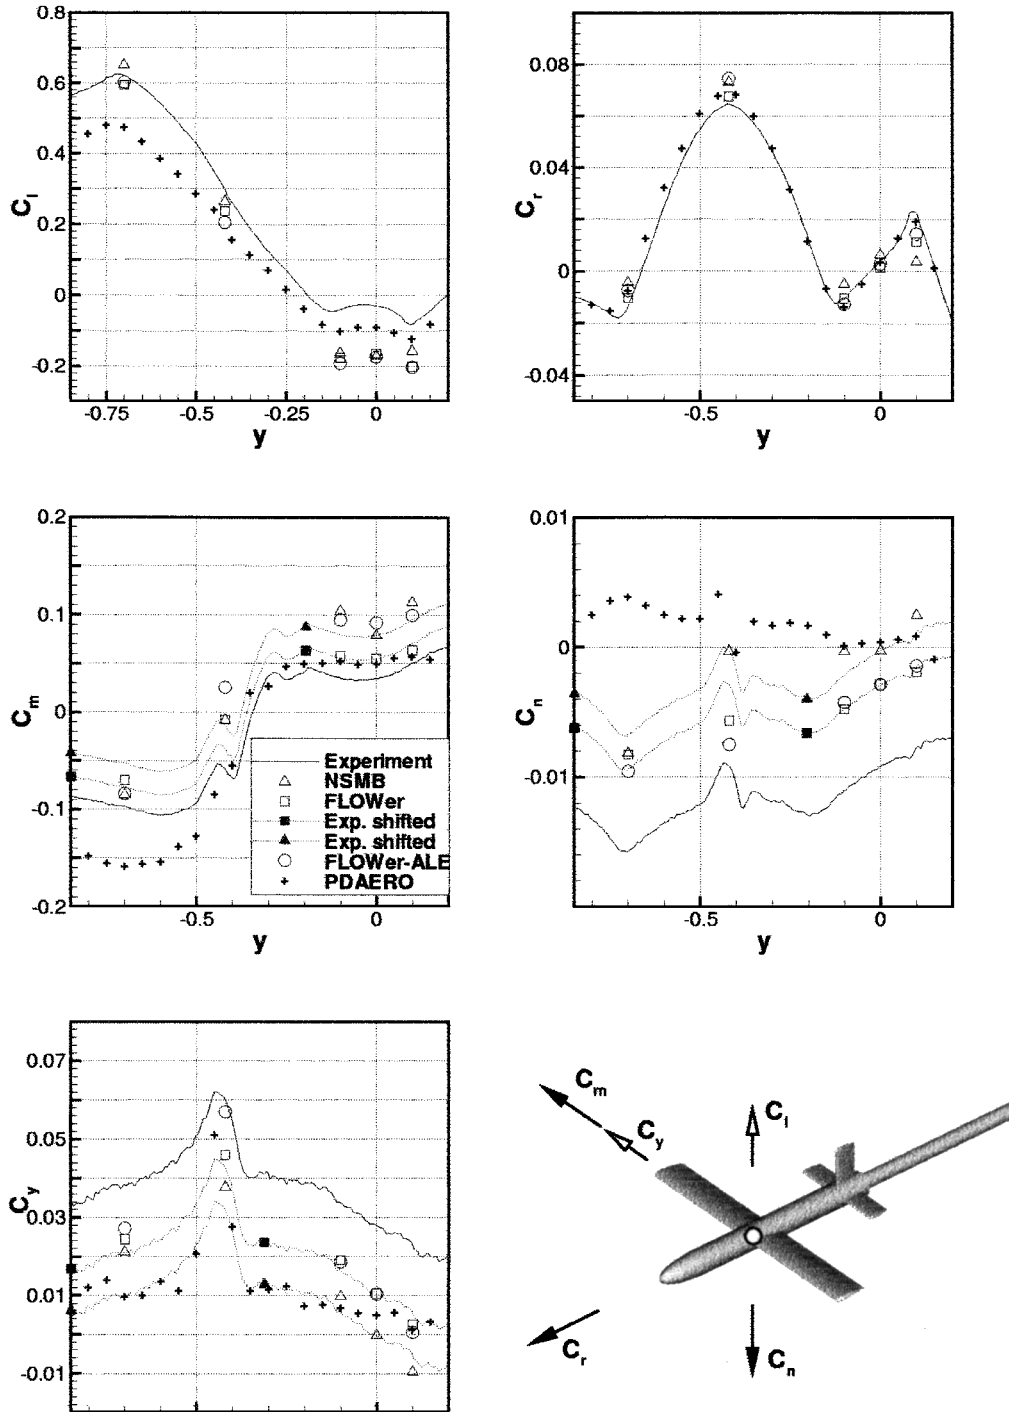 0.8
0.6
0.4
0.2
0
-0.2
C_l
-0.75
-0.5
-0.25
0
y
0.08
0.04
0
-0.04
C_r
-0.5
0
y
0.2
0.1
0
-0.1
-0.2
C_m
Experiment
NSMB
FLOWer
Exp. shifted
Exp. shifted
FLOWer-ALE
PDAERO
-0.5
0
y
0.01
0
-0.01
C_n
-0.5
0
y
0.07
0.05
0.03
0.01
-0.01
C_y
C_m
C_y
C_l
C_r
C_n